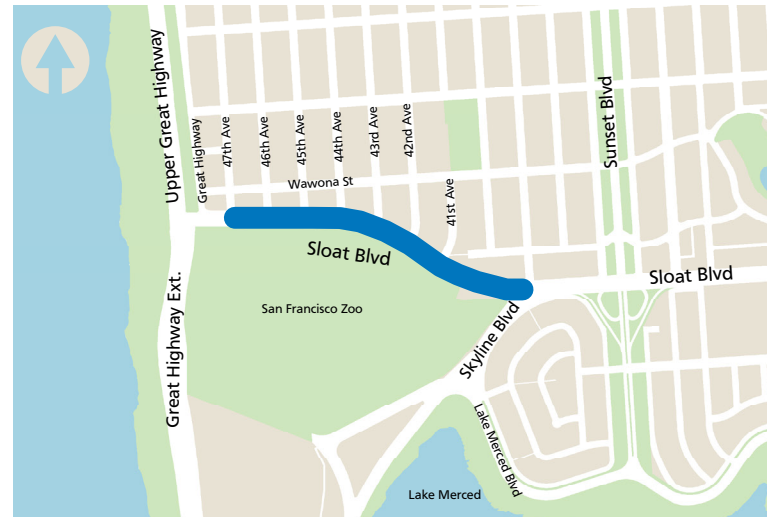 Upper Great Highway
Great Highway
47th Ave
46th Ave
45th Ave
44th Ave
43rd Ave
42nd Ave
Sunset Blvd
Wawona St
41st Ave
Sloat Blvd
Sloat Blvd
San Francisco Zoo
Great Highway Ext.
Skyline Blvd
Lake Merced Blvd
Lake Merced